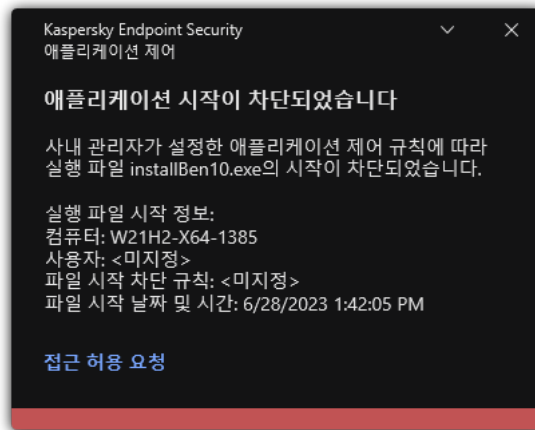 Kaspersky Endpoint Security
애플리케이션 제어
애플리케이션 시작이 차단되었습니다
사내 관리자가 설정한 애플리케이션 제어 규칙에 따라
실행 파일 installBen10.exe의 시작이 차단되었습니다.
실행 파일 시작 정보:
컴퓨터: W21H2-X64-1385
사용자: <미지정>
파일 시작 차단 규칙: <미지정>
파일 시작 날짜 및 시간: 6/28/2023 1:42:05 PM
접근 허용 요청